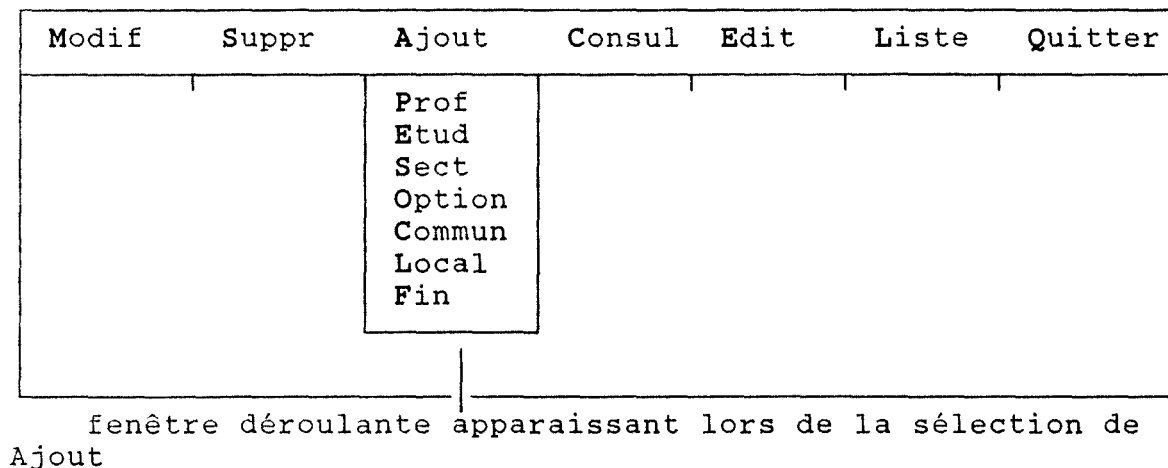 Modif Suppr Ajout Consul Edit Liste Quitter
Prof
Etud
Sect
Option
Commun
Local
Fin
fenêtre déroulante apparaissant lors de la sélection de
Ajout